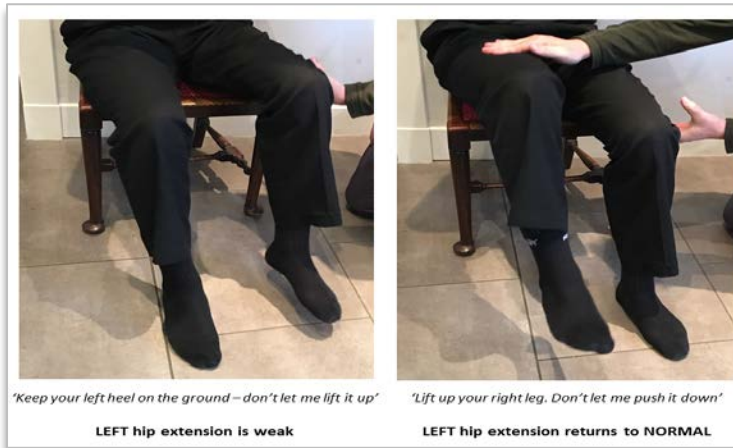 'Keep your left heel on the ground – don't let me lift it up'
LEFT hip extension is weak
'Lift up your right leg. Don't let me push it down'
LEFT hip extension returns to NORMAL